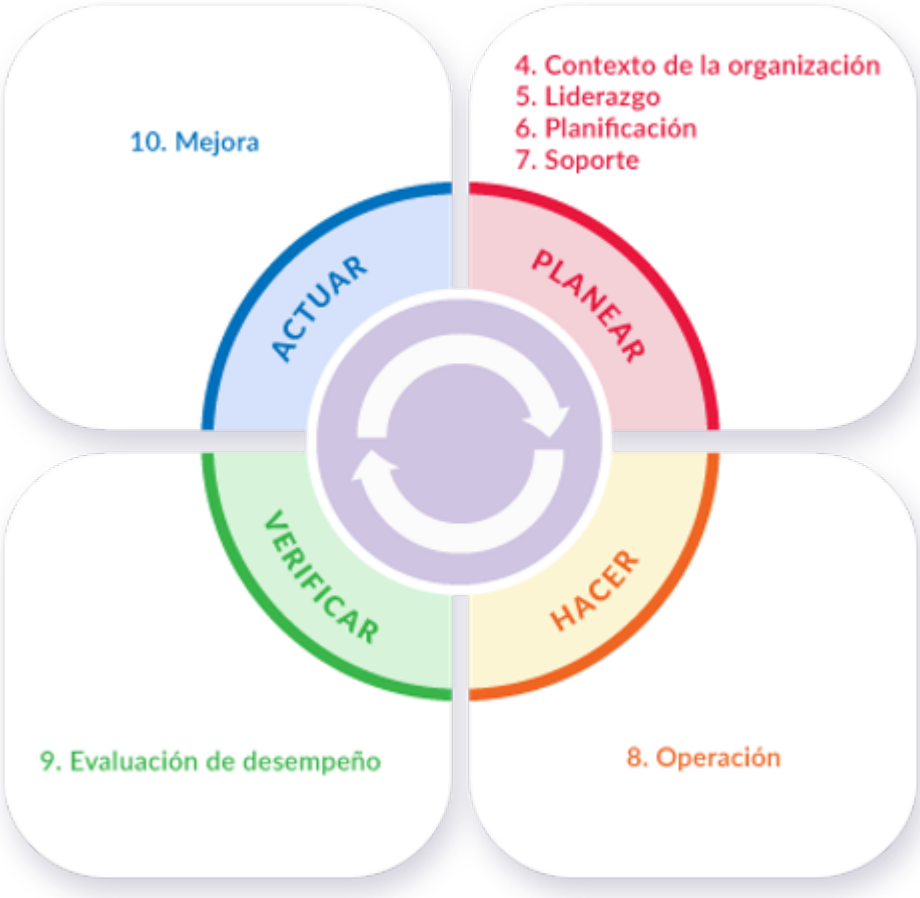 10. Mejora
4. Contexto de la organización
5. Liderazgo
6. Planificación
7. Soporte
ACTUAR
PLANEAR
VERIFICAR
HACER
9. Evaluación de desempeño
8. Operación